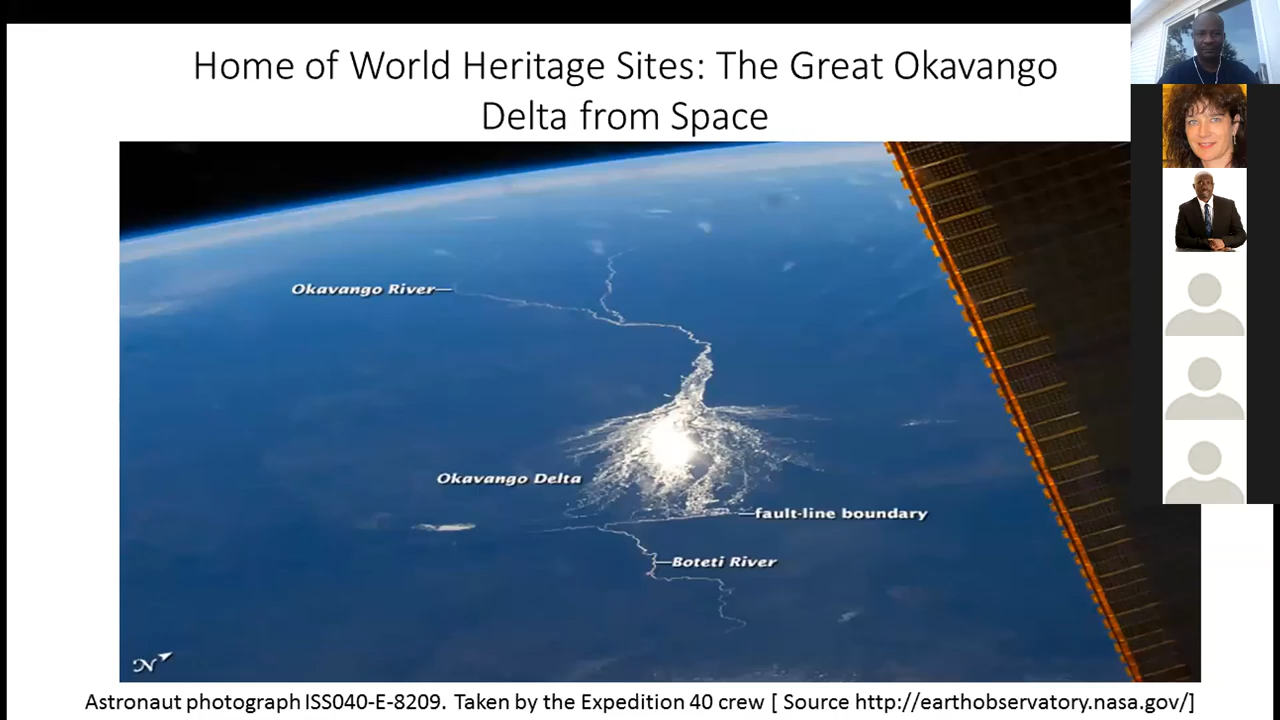 Home of World Heritage Sites: The Great Okavango
Delta from Space
Okavango River
Okavango Delta
fault-line boundary
Boteti River
N
Astronaut photograph ISS040-E-8209. Taken by the Expedition 40 crew [ Source http://earthobservatory.nasa.gov/]